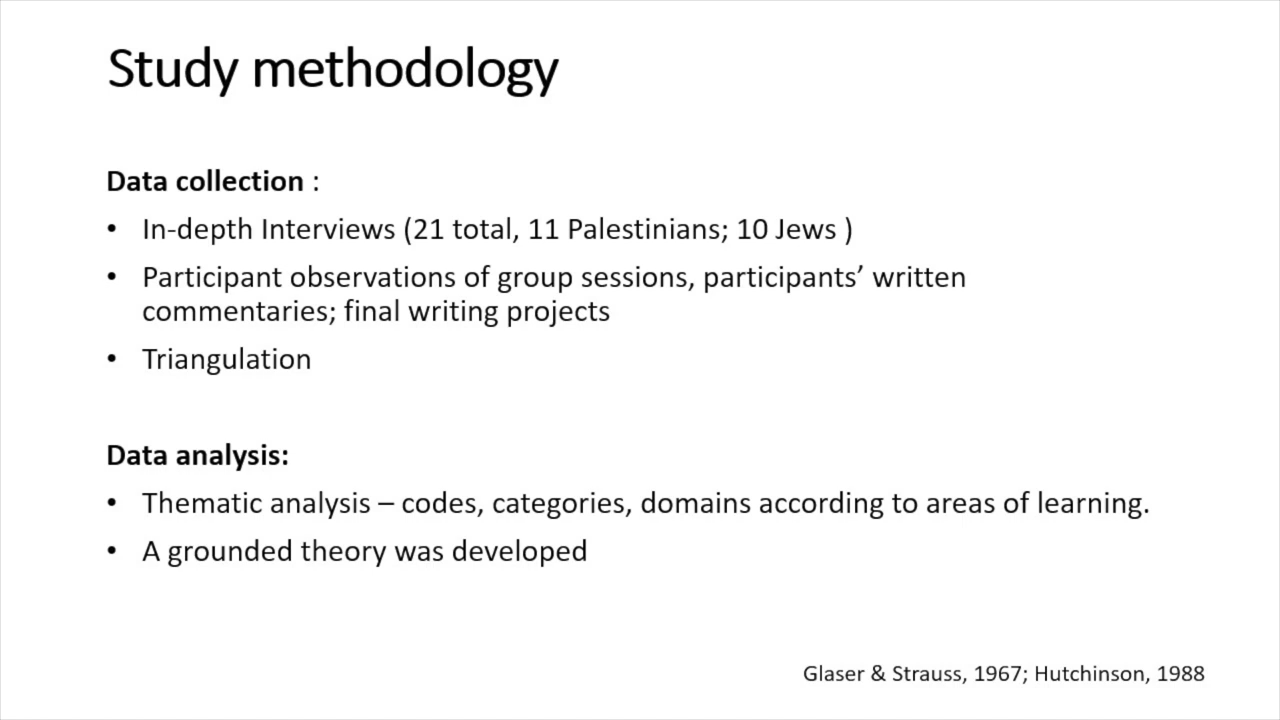 Study methodology
Data collection :
• In-depth Interviews (21 total, 11 Palestinians; 10 Jews )
• Participant observations of group sessions, participants’ written
commentaries; final writing projects
• Triangulation
Data analysis:
• Thematic analysis – codes, categories, domains according to areas of learning.
• A grounded theory was developed
Glaser & Strauss, 1967; Hutchinson, 1988